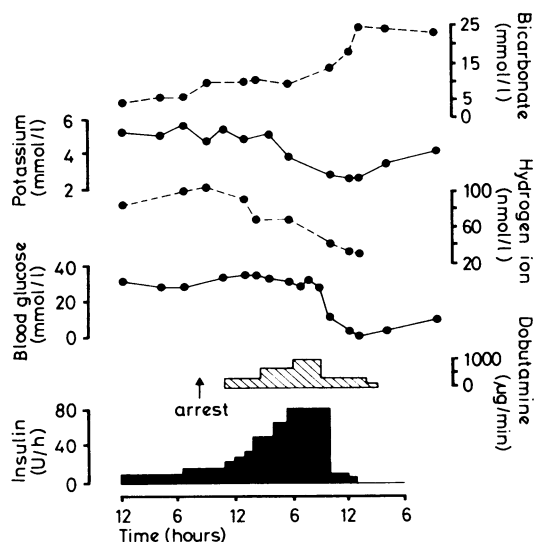 Bicarbonate
(mmol/l)
25
15
5
0
Potassium
(mmol/l)
6
4
2
Hydrogen ion
(nmol/l)
100
60
20
Blood glucose
(mmol/l)
40
20
0
Dobutamine
(µg/min)
1000
0
arrest
Insulin
(U/h)
80
40
0
12 6 12 6 12 6
Time (hours)